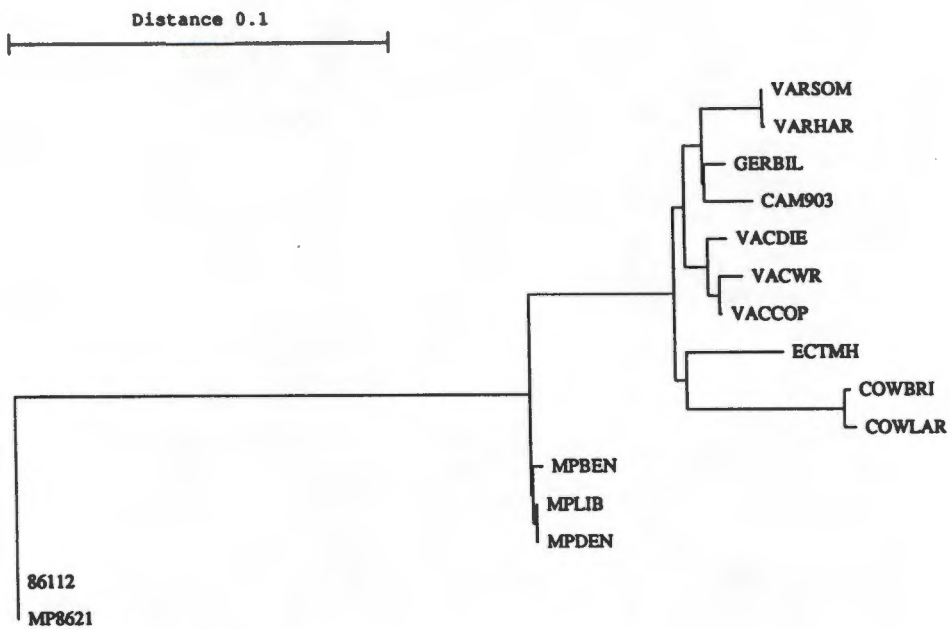 Distance 0.1
VARSOM
VARHAR
GERBIL
CAM903
VACDIE
VACWR
VACCOP
ECTMH
COWBRI
COWLAR
MPBEN
MPLIB
MPDEN
86112
MP8621